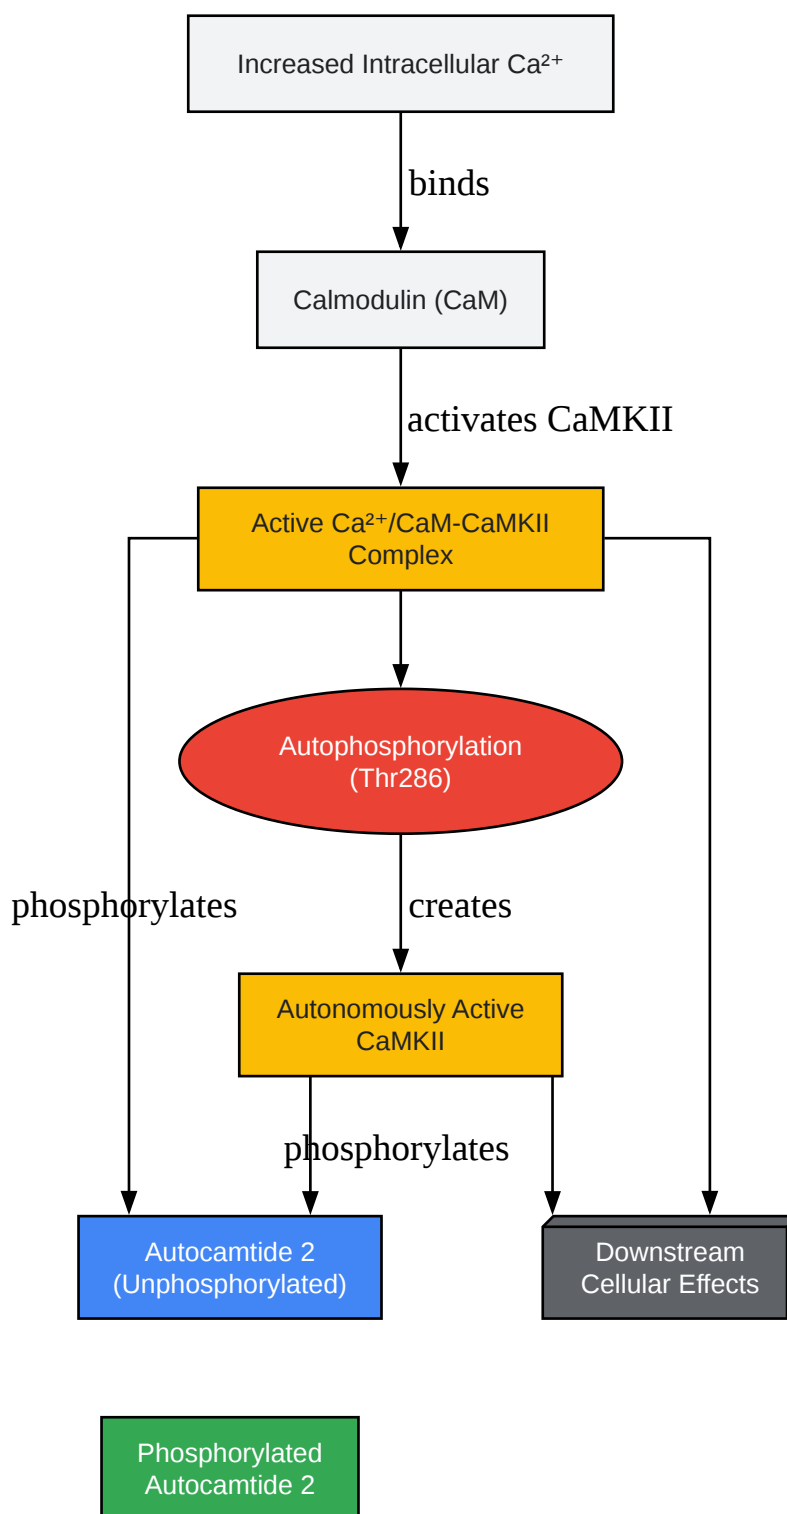 Increased Intracellular Ca²⁺
binds
Calmodulin (CaM)
activates CaMKII
Active Ca²⁺/CaM-CaMKII
Complex
Autophosphorylation
(Thr286)
phosphorylates
creates
Autonomously Active
CaMKII
phosphorylates
Autocamtide 2
(Unphosphorylated)
Downstream
Cellular Effects
Phosphorylated
Autocamtide 2